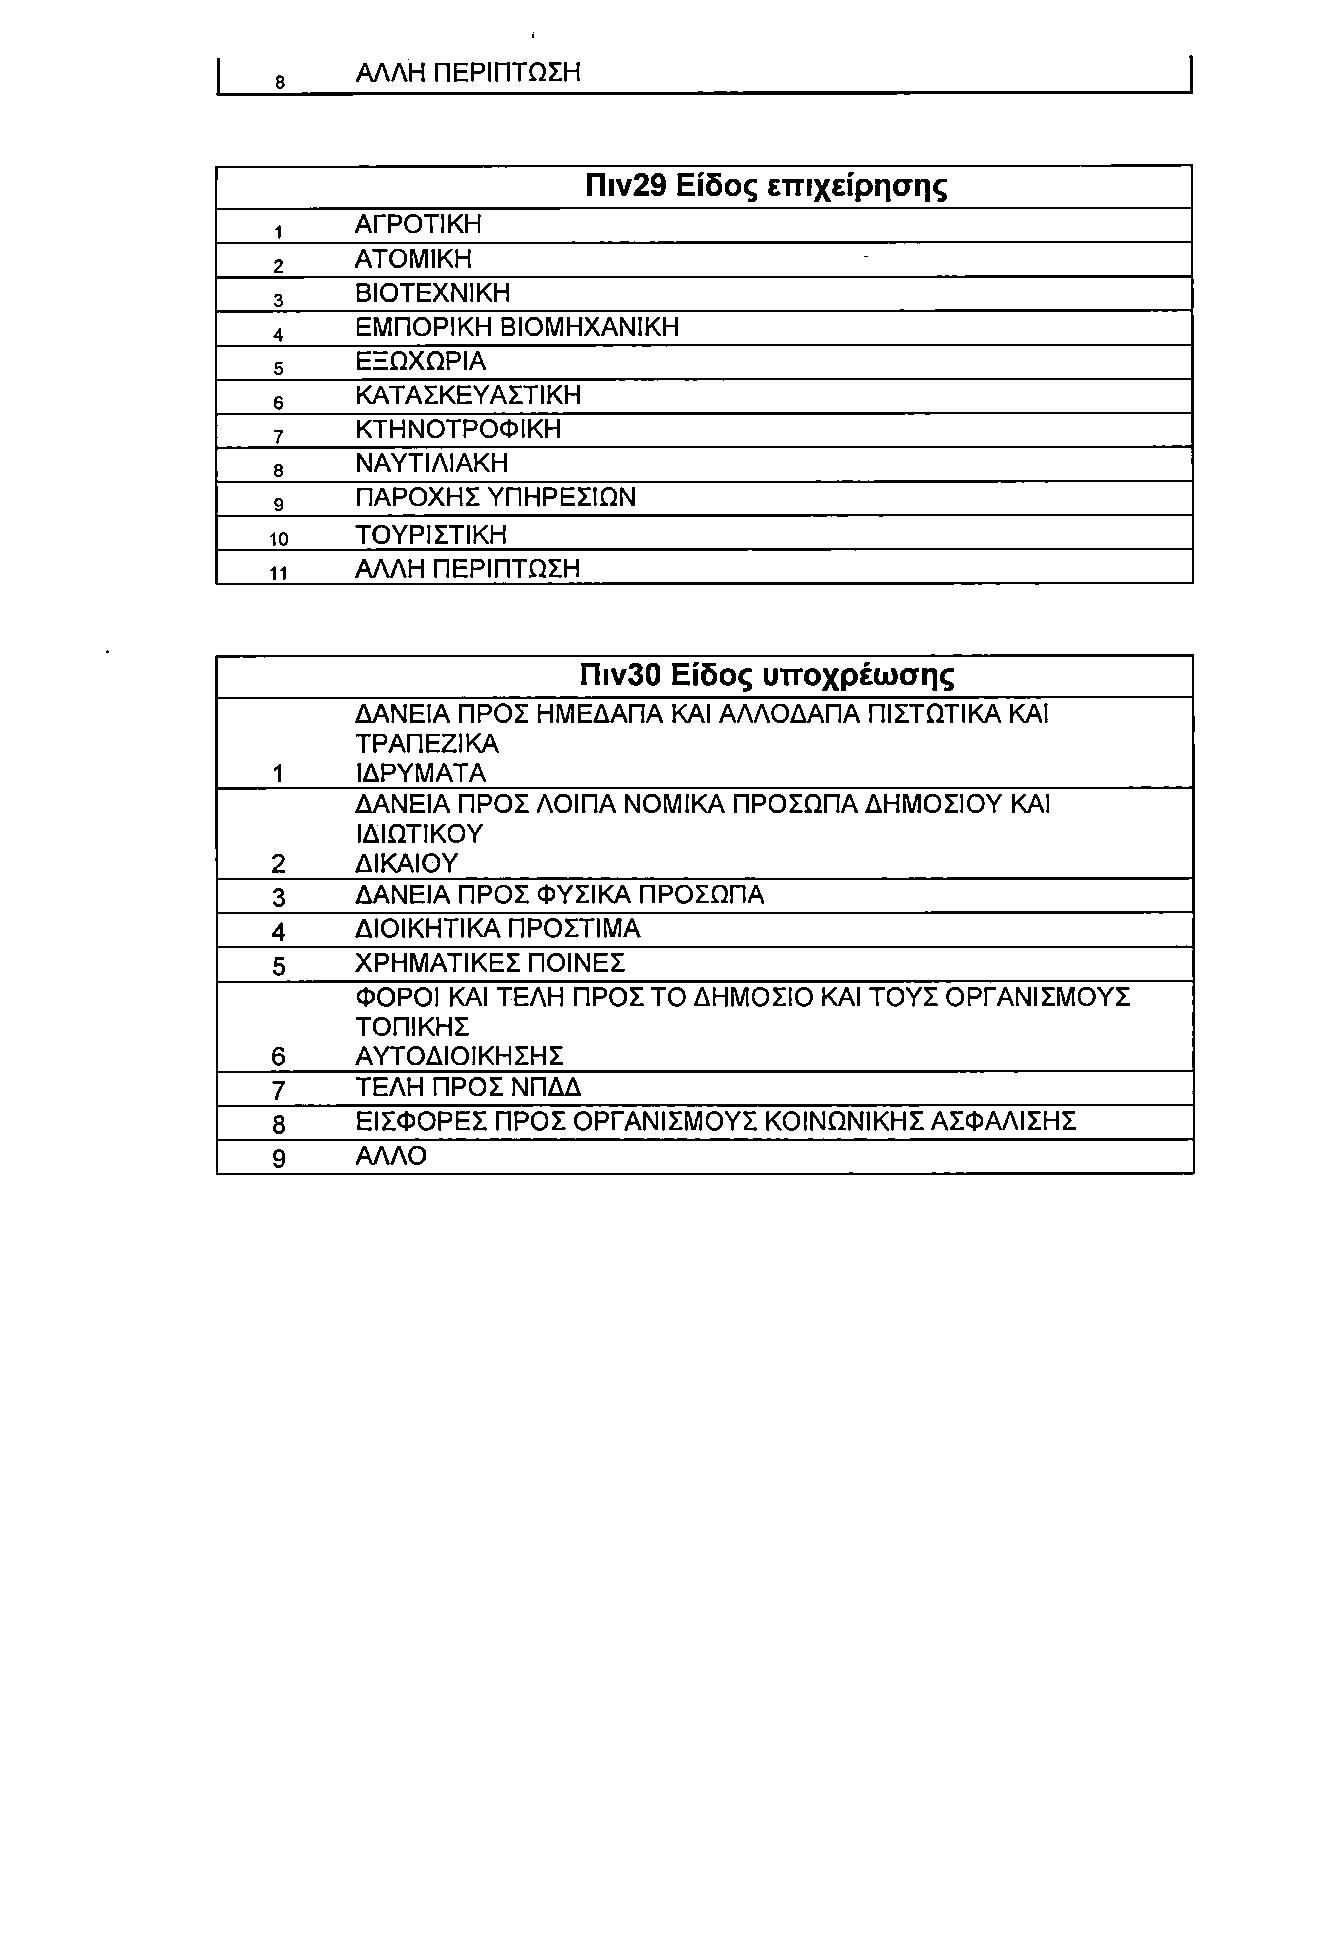 8 ΑΛΛΗ ΠΕΡΙΠΤΩΣΗ
Πιν29 Είδος επιχείρησης
1 ΑΓΡΟΤΙΚΗ
2 ΑΤΟΜΙΚΗ
3 ΒΙΟΤΕΧΝΙΚΗ
4 ΕΜΠΟΡΙΚΗ ΒΙΟΜΗΧΑΝΙΚΗ
5 ΕΞΩΧΩΡΙΑ
6 ΚΑΤΑΣΚΕΥΑΣΤΙΚΗ
7 ΚΤΗΝΟΤΡΟΦΙΚΗ
8 ΝΑΥΤΙΛΙΑΚΗ
9 ΠΑΡΟΧΗΣ ΥΠΗΡΕΣΙΩΝ
10 ΤΟΥΡΙΣΤΙΚΗ
11 ΑΛΛΗ ΠΕΡΙΠΤΩΣΗ
Πιν30 Είδος υποχρέωσης
ΔΑΝΕΙΑ ΠΡΟΣ ΗΜΕΔΑΠΑ ΚΑΙ ΑΛΛΟΔΑΠΑ ΠΙΣΤΩΤΙΚΑ ΚΑΙ
ΤΡΑΠΕΖΙΚΑ
1 ΙΔΡΥΜΑΤΑ
ΔΑΝΕΙΑ ΠΡΟΣ ΛΟΙΠΑ ΝΟΜΙΚΑ ΠΡΟΣΩΠΑ ΔΗΜΟΣΙΟΥ ΚΑΙ
ΙΔΙΩΤΙΚΟΥ
2 ΔΙΚΑΙΟΥ
3 ΔΑΝΕΙΑ ΠΡΟΣ ΦΥΣΙΚΑ ΠΡΟΣΩΠΑ
4 ΔΙΟΙΚΗΤΙΚΑ ΠΡΟΣΤΙΜΑ
5 ΧΡΗΜΑΤΙΚΕΣ ΠΟΙΝΕΣ
ΦΟΡΟΙ ΚΑΙ ΤΕΛΗ ΠΡΟΣ ΤΟ ΔΗΜΟΣΙΟ ΚΑΙ ΤΟΥΣ ΟΡΓΑΝΙΣΜΟΥΣ
ΤΟΠΙΚΗΣ
6 ΑΥΤΟΔΙΟΙΚΗΣΗΣ
7 ΤΕΛΗ ΠΡΟΣ ΝΠΔΔ
8 ΕΙΣΦΟΡΕΣ ΠΡΟΣ ΟΡΓΑΝΙΣΜΟΥΣ ΚΟΙΝΩΝΙΚΗΣ ΑΣΦΑΛΙΣΗΣ
9 ΑΛΛΟ